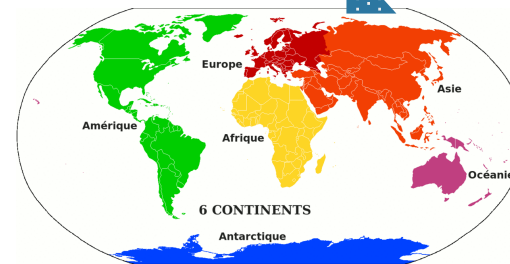 Europe
Asie
Amérique
Afrique
Océanie
6 CONTINENTS
Antarctique